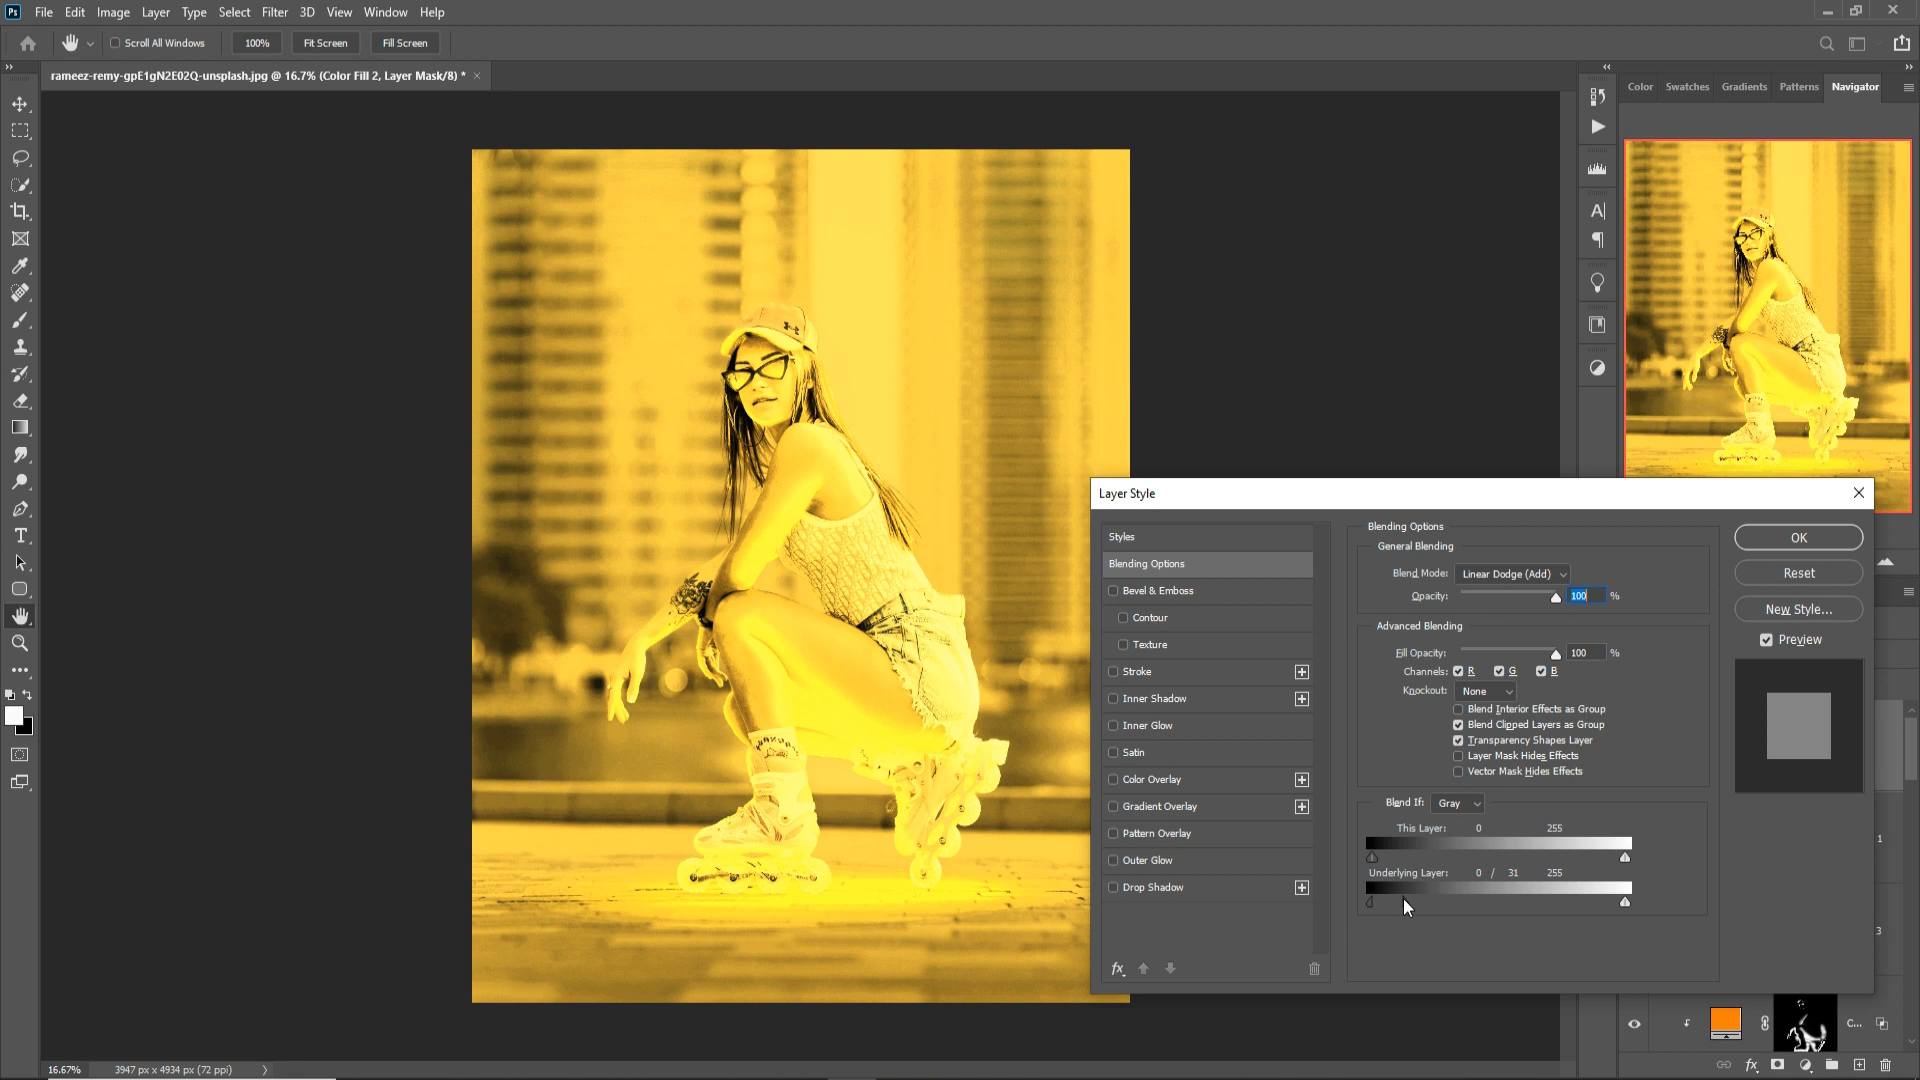 Ps File Edit Image Layer Type Select Filter 3D View Window Help
Scroll All Windows 100% Fit Screen Fill Screen
rameez-remy-gpE1gN2E02Q-unsplash.jpg @ 16.7% (Color Fill 2, Layer Mask/8) *
Color Swatches Gradients Patterns Navigator
Layer Style
Styles
Blending Options
Bevel & Emboss
Contour
Texture
Stroke
Inner Shadow
Inner Glow
Satin
Color Overlay
Gradient Overlay
Pattern Overlay
Outer Glow
Drop Shadow
fx
Blending Options
General Blending
Blend Mode: Linear Dodge (Add)
Opacity: 100 %
Advanced Blending
Fill Opacity: 100 %
Channels: R G B
Knockout: None
Blend Interior Effects as Group
Blend Clipped Layers as Group
Transparency Shapes Layer
Layer Mask Hides Effects
Vector Mask Hides Effects
Blend If: Gray
This Layer: 0 255
Underlying Layer: 0 / 31 255
OK
Reset
New Style...
Preview
1
3
C...
fx
16.67% 3947 px x 4934 px (72 ppi)